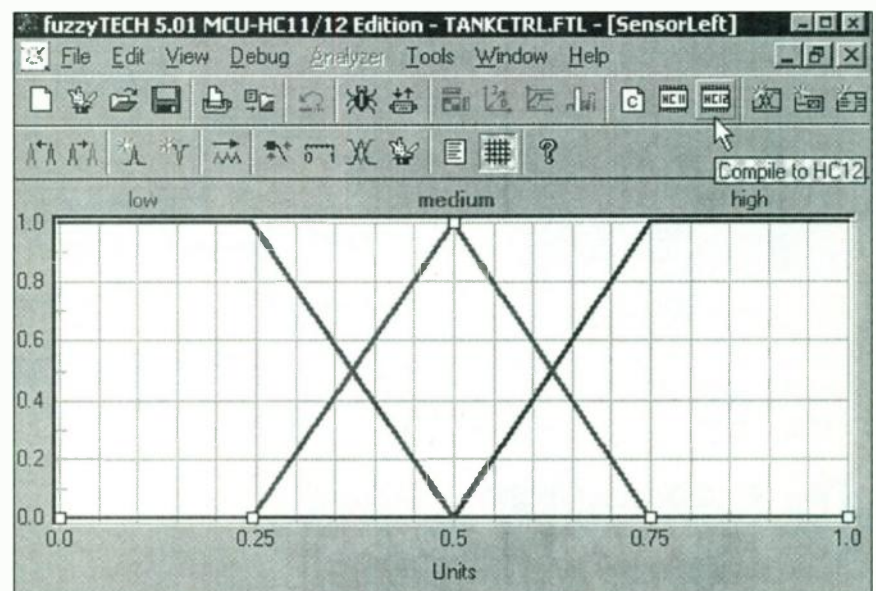 fuzzyTECH 5.01 MCU-HC11/12 Edition - TANKCTRL.FTL - [SensorLeft]
File Edit View Debug Analyzer Tools Window Help
C HC11 HC12
Compile to HC12
low medium high
1.0
0.8
0.6
0.4
0.2
0.0
0.0 0.25 0.5 0.75 1.0
Units